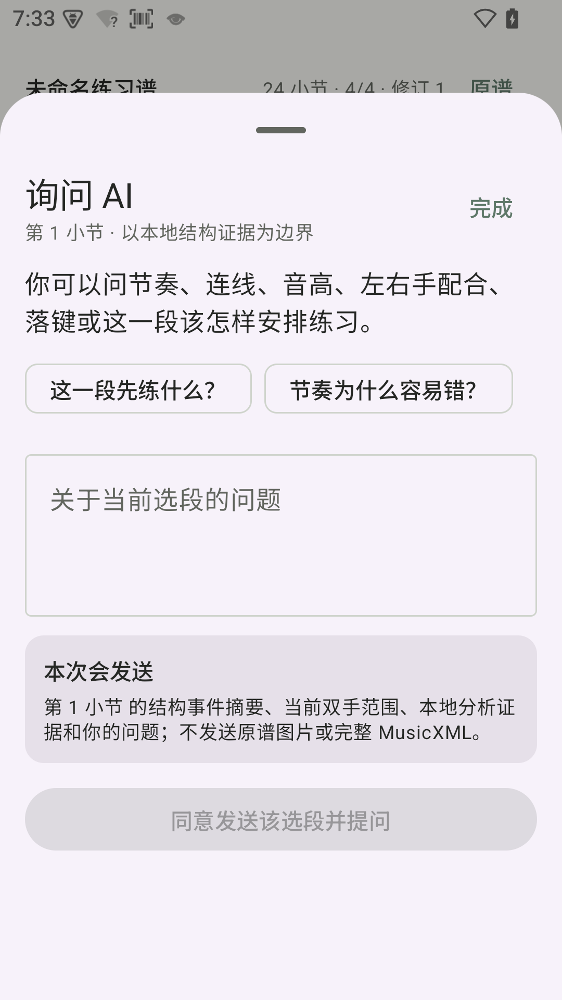 7:33
未命名练习谱
24 小节 · 4/4 · 修订 1
原谱
询问 AI
完成
第 1 小节 · 以本地结构证据为边界
你可以问节奏、连线、音高、左右手配合、
落键或这一段该怎样安排练习。
这一段先练什么？
节奏为什么容易错？
关于当前选段的问题
本次会发送
第 1 小节 的结构事件摘要、当前双手范围、本地分析证
据和你的问题；不发送原谱图片或完整 MusicXML。
同意发送该选段并提问